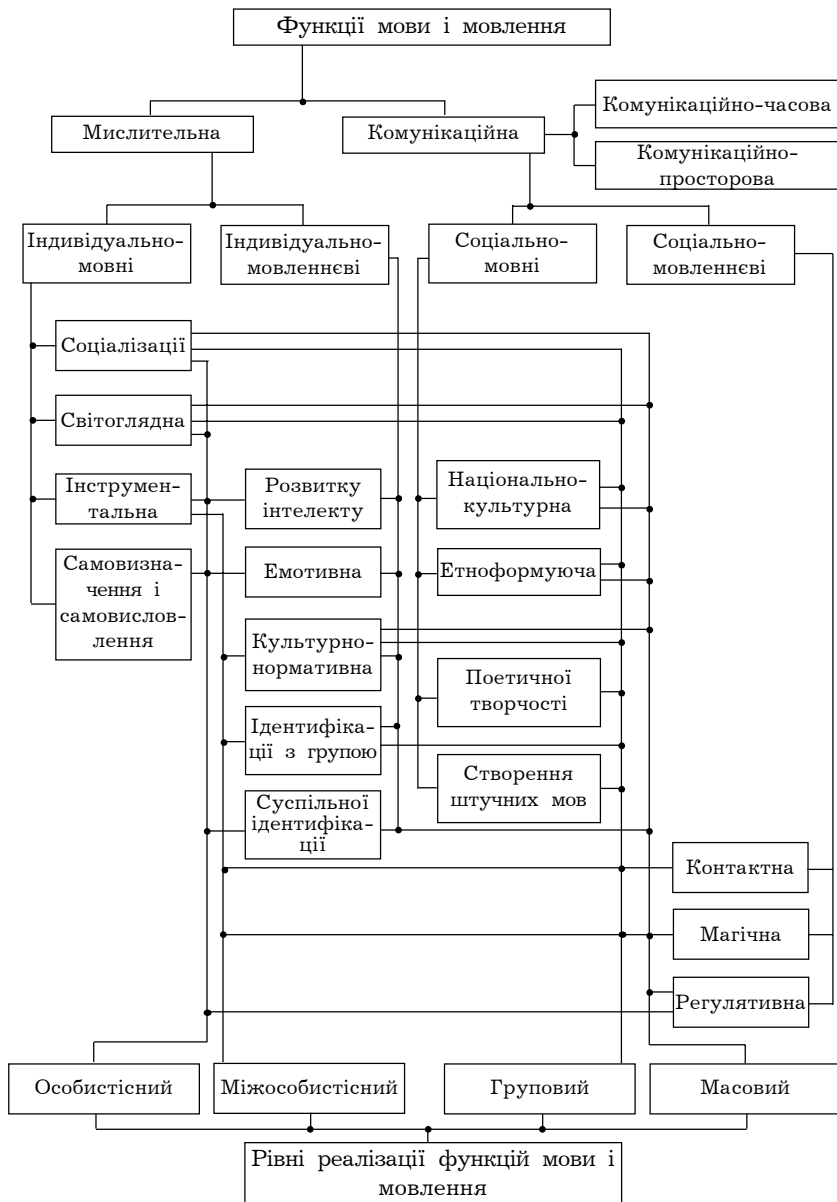 Функції мови і мовлення
Мислительна
Комунікаційна
Комунікаційно-часова
Комунікаційно-
просторова
Індивідуально-
мовні
Індивідуально-
мовленнєві
Соціально-
мовні
Соціально-
мовленнєві
Соціалізації
Світоглядна
Інструмен-
тальна
Самовизна-
чення і
самовислов-
лення
Розвитку
інтелекту
Емотивна
Культурно-
нормативна
Ідентифіка-
ції з групою
Суспільної
ідентифіка-
ції
Національно-
культурна
Етноформуюча
Поетичної
творчості
Створення
штучних мов
Контактна
Магічна
Регулятивна
Особистісний
Міжособистісний
Груповий
Масовий
Рівні реалізації функцій мови і
мовлення